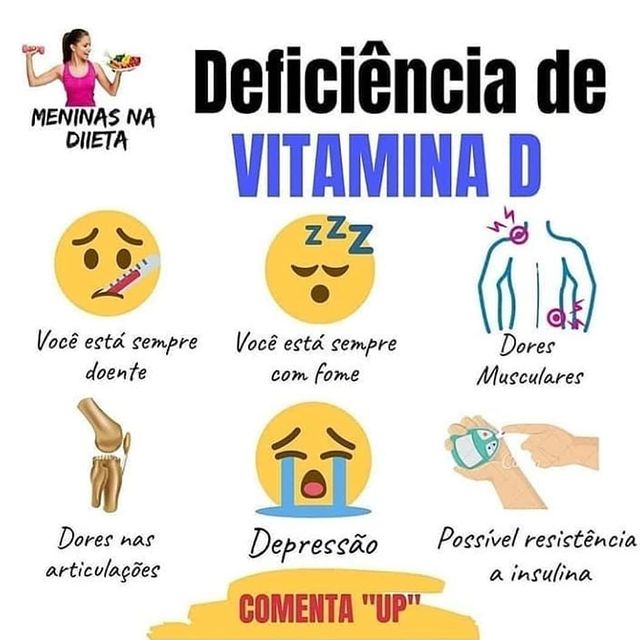 MENINAS NA
DIIETA
Deficiência de
VITAMINA D
zzz
Você está sempre
doente
Você está sempre
com fome
Dores
Musculares
Dores nas
articulações
Depressão
Possível resistência
a insulina
COMENTA "UP"